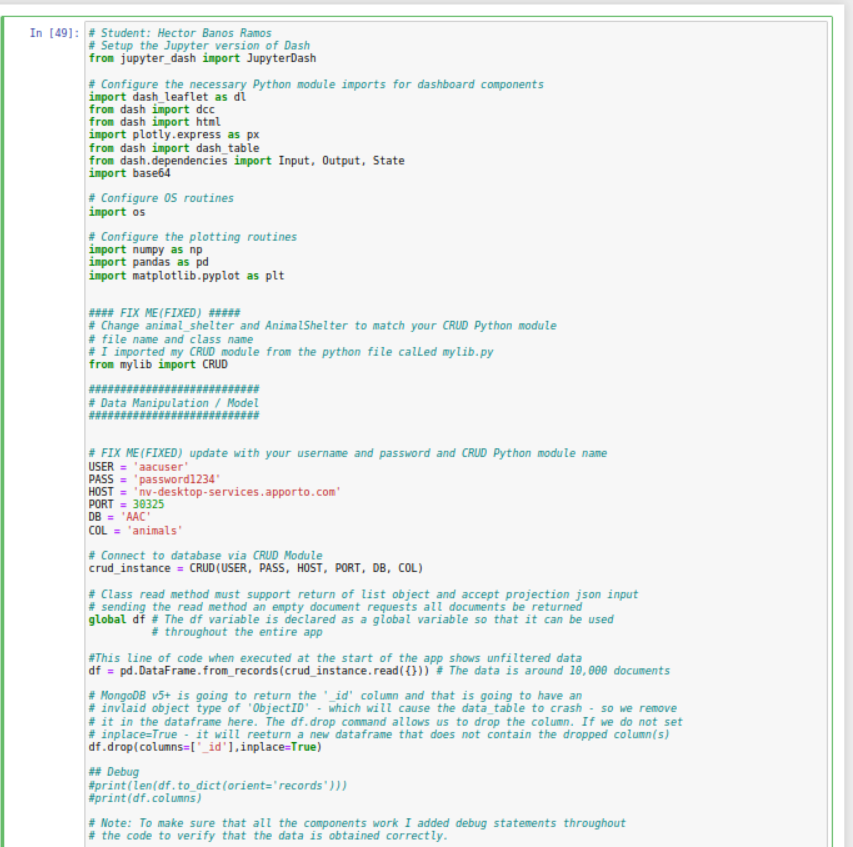 In [49]:
# Student: Hector Banos Ramos
# Setup the Jupyter version of Dash
from jupyter_dash import JupyterDash

# Configure the necessary Python module imports for dashboard components
import dash_leaflet as dl
from dash import dcc
from dash import html
import plotly.express as px
from dash import dash_table
from dash.dependencies import Input, Output, State
import base64

# Configure OS routines
import os

# Configure the plotting routines
import numpy as np
import pandas as pd
import matplotlib.pyplot as plt


#### FIX ME(FIXED) #####
# Change animal_shelter and AnimalShelter to match your CRUD Python module
# file name and class name
# I imported my CRUD module from the python file calLed mylib.py
from mylib import CRUD

###########################
# Data Manipulation / Model
###########################


# FIX ME(FIXED) update with your username and password and CRUD Python module name
USER = 'aacuser'
PASS = 'password1234'
HOST = 'nv-desktop-services.apporto.com'
PORT = 30325
DB = 'AAC'
COL = 'animals'

# Connect to database via CRUD Module
crud_instance = CRUD(USER, PASS, HOST, PORT, DB, COL)

# Class read method must support return of list object and accept projection json input
# sending the read method an empty document requests all documents be returned
global df # The df variable is declared as a global variable so that it can be used
          # throughout the entire app

#This line of code when executed at the start of the app shows unfiltered data
df = pd.DataFrame.from_records(crud_instance.read({})) # The data is around 10,000 documents

# MongoDB v5+ is going to return the '_id' column and that is going to have an
# invlaid object type of 'ObjectID' - which will cause the data_table to crash - so we remove
# it in the dataframe here. The df.drop command allows us to drop the column. If we do not set
# inplace=True - it will reeturn a new dataframe that does not contain the dropped column(s)
df.drop(columns=['_id'],inplace=True)

## Debug
#print(len(df.to_dict(orient='records')))
#print(df.columns)

# Note: To make sure that all the components work I added debug statements throughout
# the code to verify that the data is obtained correctly.